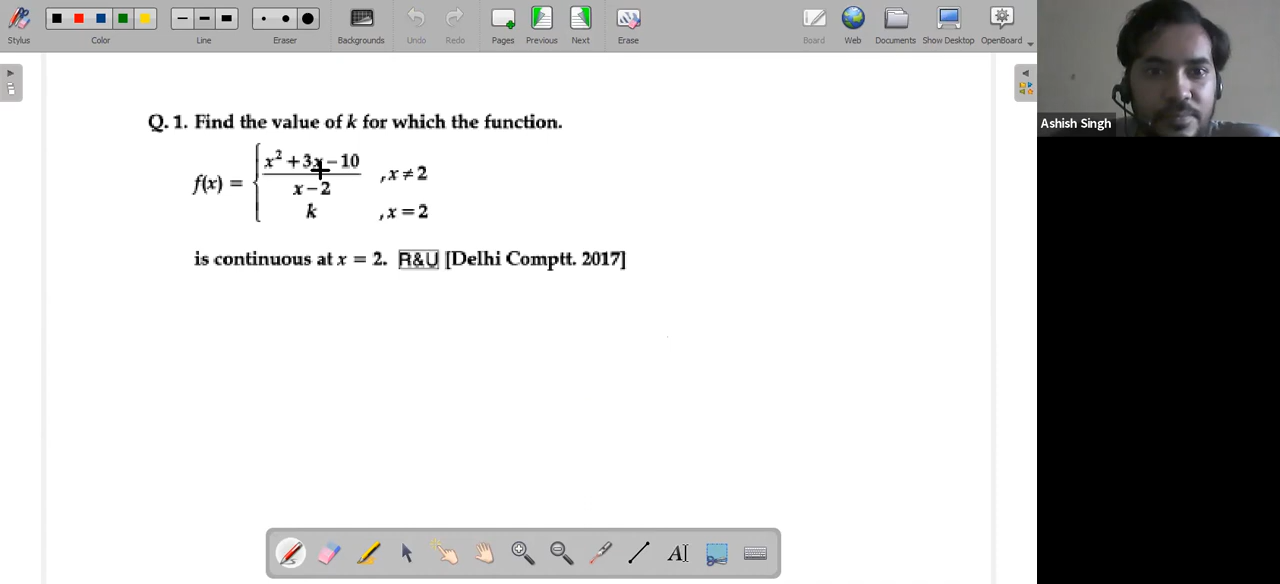 Stylus
Color
Line
Eraser
Backgrounds
Undo
Redo
Pages
Previous
Next
Erase
Board
Web
Documents
Show Desktop
OpenBoard
Ashish Singh
Q. 1. Find the value of k for which the function.
f(x) = { (x² + 3x – 10) / (x – 2) , x ≠ 2
k , x = 2
is continuous at x = 2. R&U [Delhi Comptt. 2017]